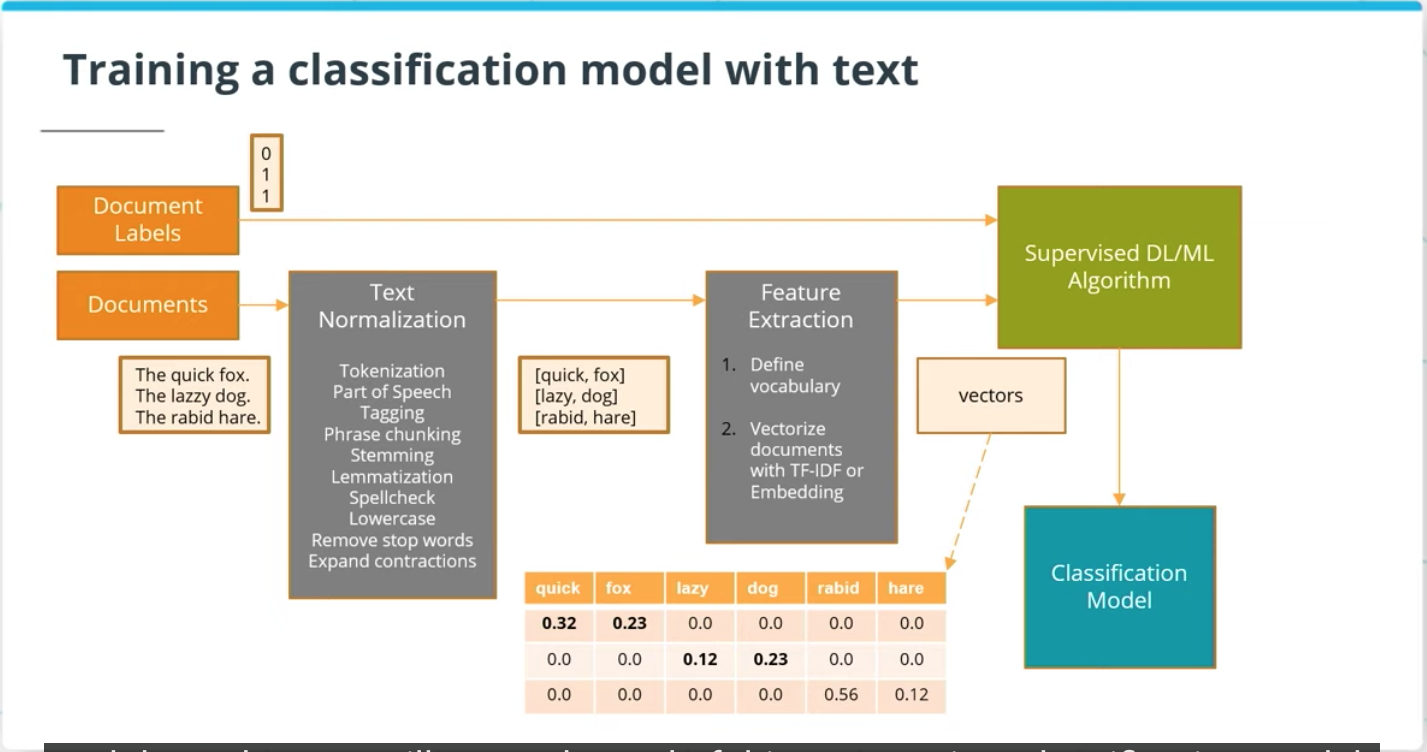 Training a classification model with text
0
1
1
Document
Labels
Supervised DL/ML
Algorithm
Documents
Text
Normalization
Tokenization
Part of Speech
Tagging
Phrase chunking
Stemming
Lemmatization
Spellcheck
Lowercase
Remove stop words
Expand contractions
Feature
Extraction
1. Define
vocabulary
2. Vectorize
documents
with TF-IDF or
Embedding
The quick fox.
The lazzy dog.
The rabid hare.
[quick, fox]
[lazy, dog]
[rabid, hare]
vectors
quick fox lazy dog rabid hare
0.32 0.23 0.0 0.0 0.0 0.0
0.0 0.0 0.12 0.23 0.0 0.0
0.0 0.0 0.0 0.0 0.56 0.12
Classification
Model